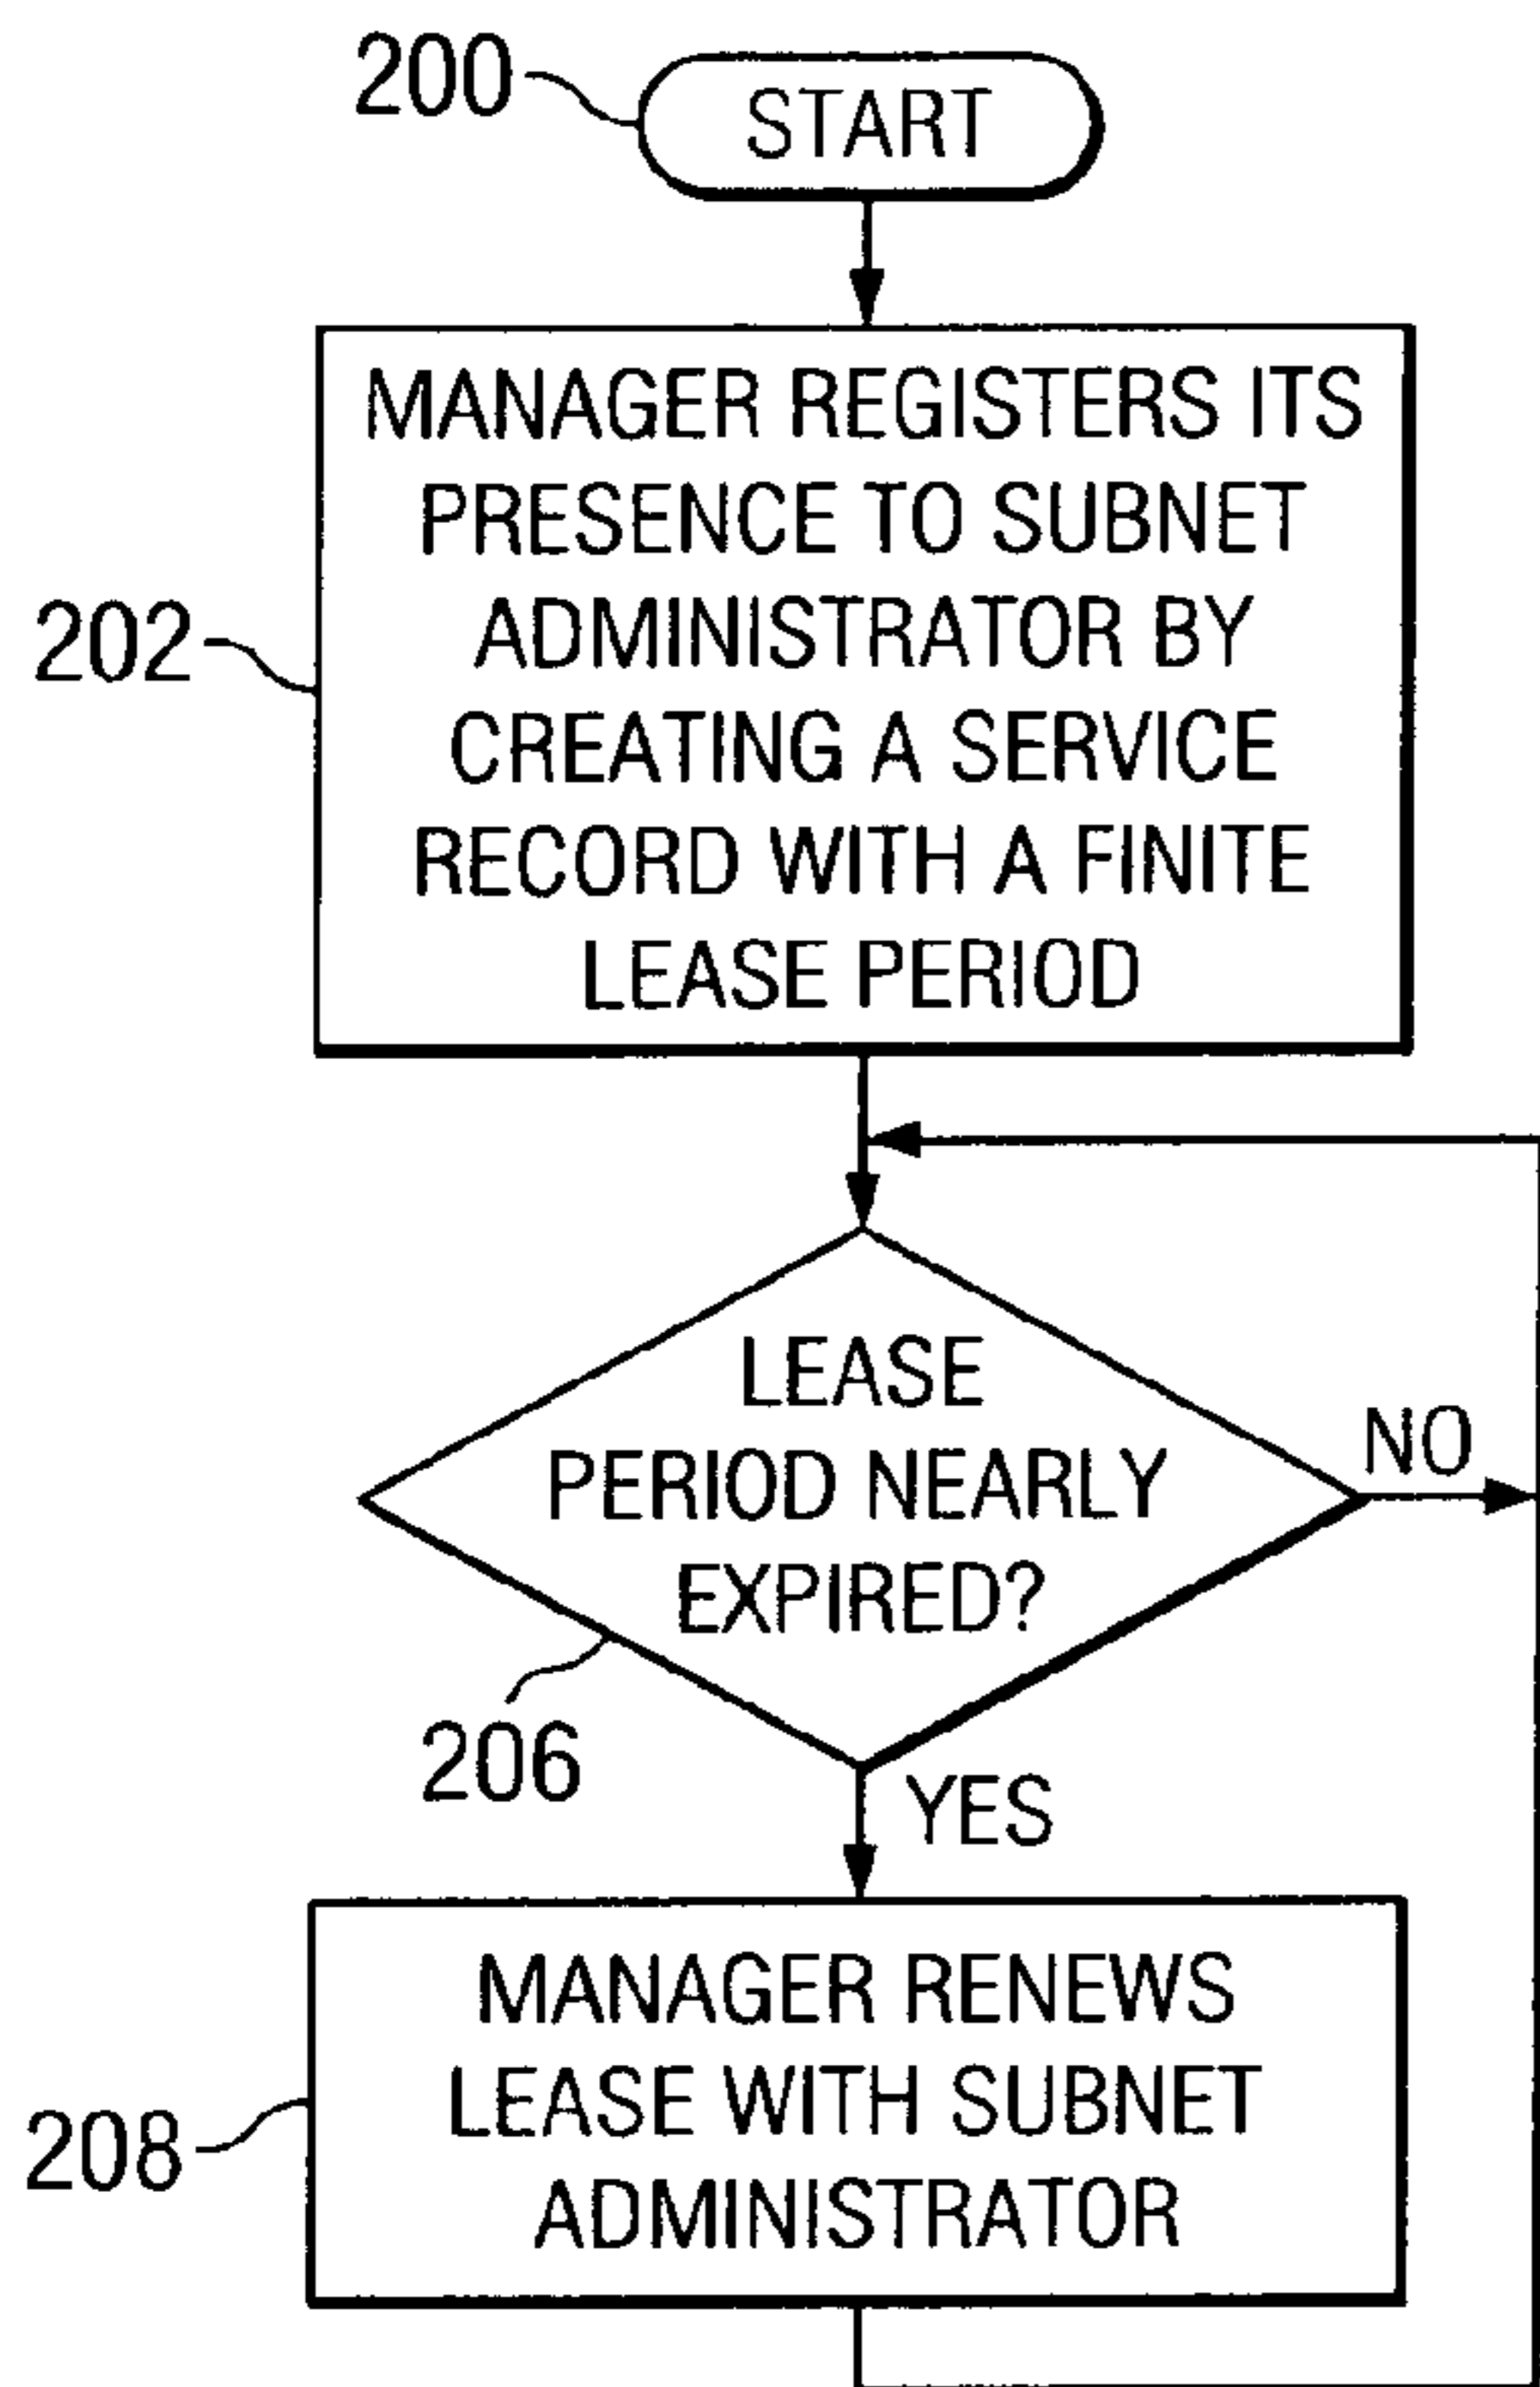 200
START
MANAGER REGISTERS ITS
PRESENCE TO SUBNET
ADMINISTRATOR BY
CREATING A SERVICE
RECORD WITH A FINITE
LEASE PERIOD
202
LEASE
PERIOD NEARLY
EXPIRED?
NO
206
YES
MANAGER RENEWS
LEASE WITH SUBNET
ADMINISTRATOR
208